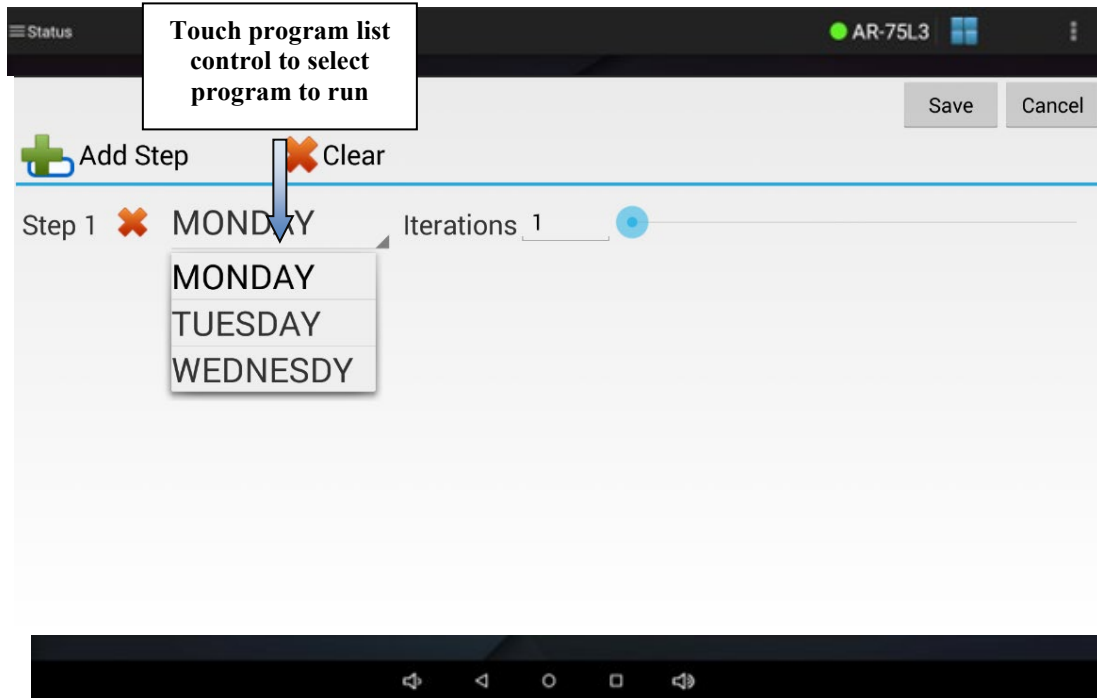 Status
Touch program list
control to select
program to run
AR-75L3
Save Cancel
Add Step Clear
Step 1 MONDAY Iterations 1
MONDAY
TUESDAY
WEDNESDY